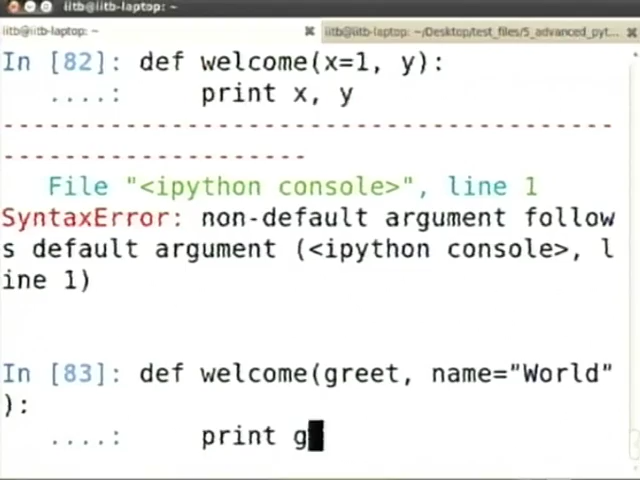 iitb@iitb-laptop: ~
iitb@iitb-laptop: ~ iitb@iitb-laptop: ~/Desktop/test_files/5_advanced_pyt...
In [82]: def welcome(x=1, y):
....: print x, y
------------------------------------------------------------
File "<ipython console>", line 1
SyntaxError: non-default argument follow
s default argument (<ipython console>, l
ine 1)
In [83]: def welcome(greet, name="World"
):
....: print g